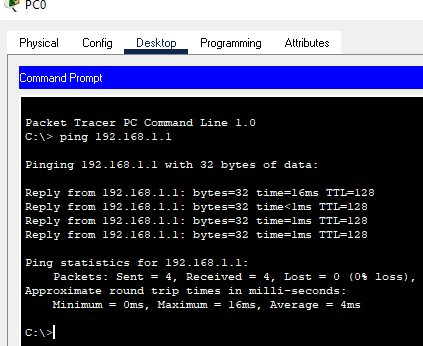 PC0
Physical Config Desktop Programming Attributes
Command Prompt
Packet Tracer PC Command Line 1.0
C:\> ping 192.168.1.1
Pinging 192.168.1.1 with 32 bytes of data:
Reply from 192.168.1.1: bytes=32 time=16ms TTL=128
Reply from 192.168.1.1: bytes=32 time<1ms TTL=128
Reply from 192.168.1.1: bytes=32 time=1ms TTL=128
Reply from 192.168.1.1: bytes=32 time=1ms TTL=128
Ping statistics for 192.168.1.1:
Packets: Sent = 4, Received = 4, Lost = 0 (0% loss),
Approximate round trip times in milli-seconds:
Minimum = 0ms, Maximum = 16ms, Average = 4ms
C:\>